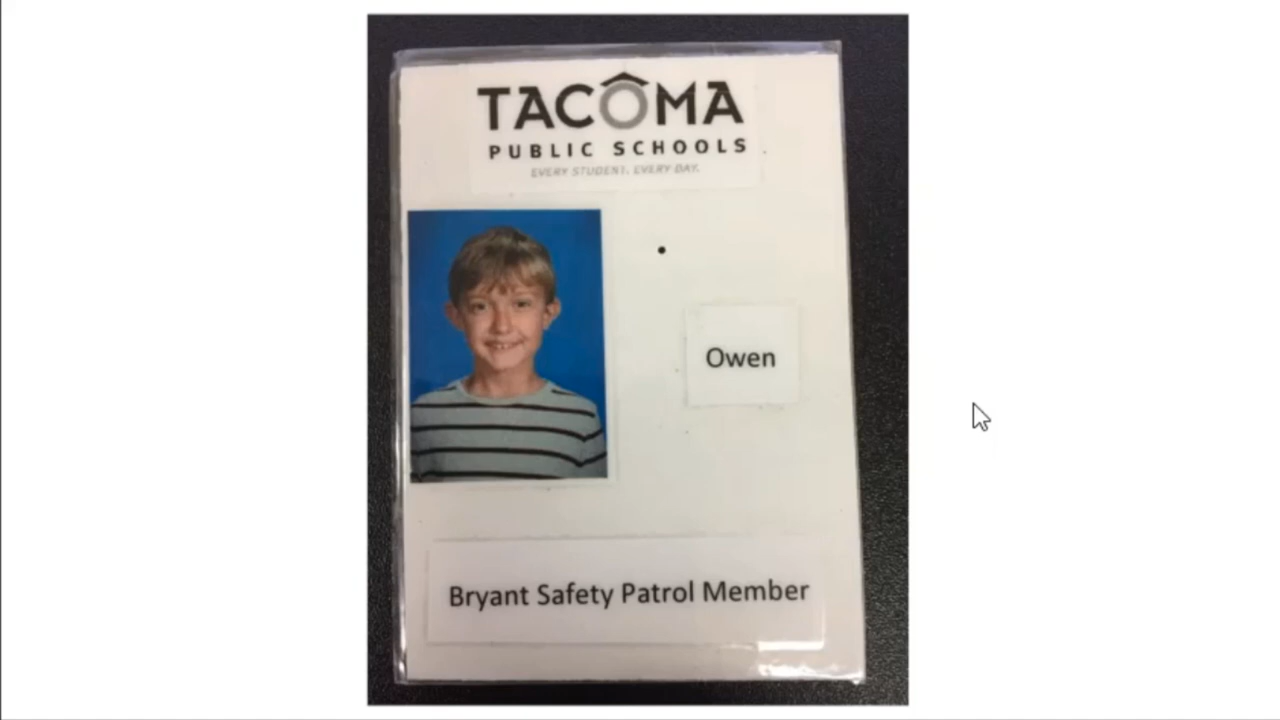 TACOMA
PUBLIC SCHOOLS
EVERY STUDENT. EVERY DAY.
Owen
Bryant Safety Patrol Member